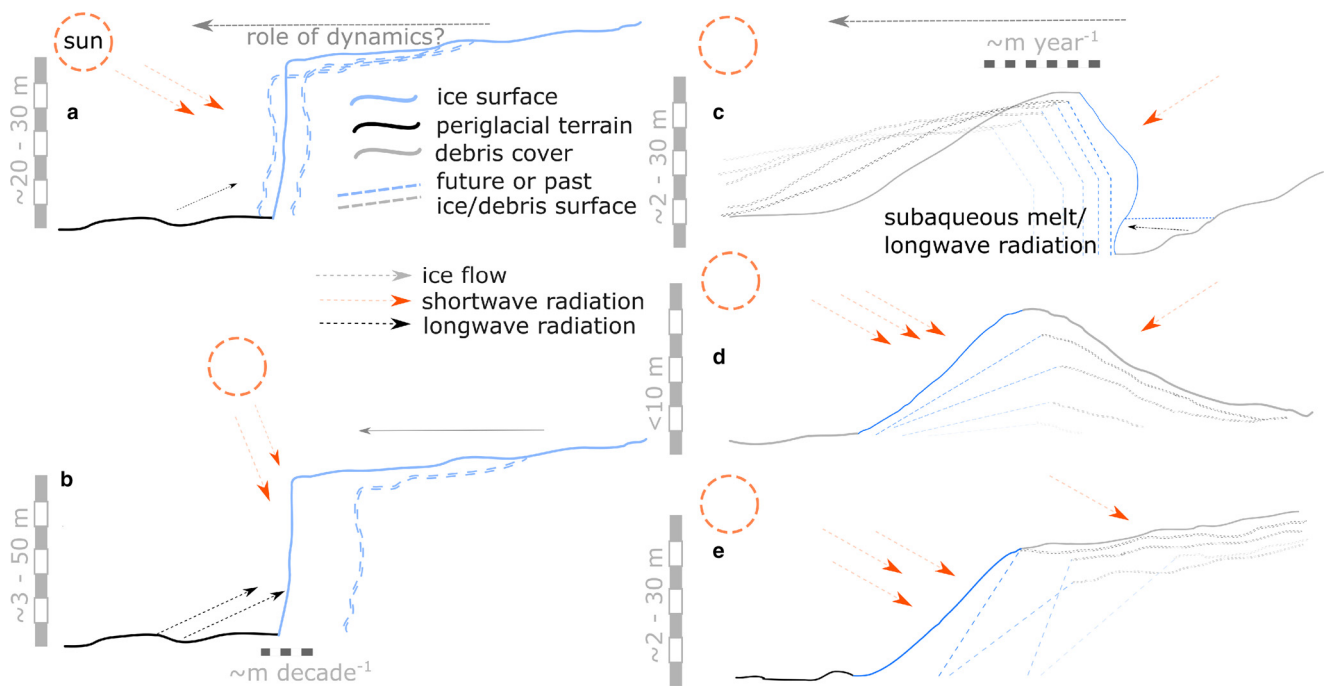 sun
role of dynamics?
~20 - 30 m
a
ice surface
periglacial terrain
debris cover
future or past
ice/debris surface
ice flow
shortwave radiation
longwave radiation
b
~3 - 50 m
~m decade⁻¹
~m year⁻¹
c
~2 - 30 m
subaqueous melt/
longwave radiation
d
<10 m
e
~2 - 30 m